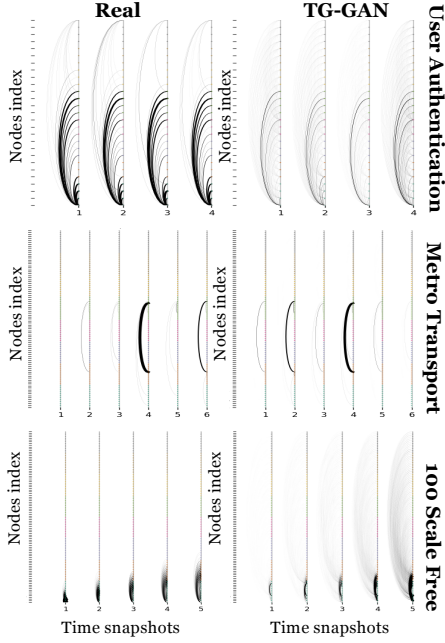 Real
TG-GAN
User Authentication
Nodes index
Nodes index
1 2 3 4
1 2 3 4
Metro Transport
Nodes index
Nodes index
1 2 3 4 5 6
1 2 3 4 5 6
100 Scale Free
Nodes index
Nodes index
1 2 3 4 5
1 2 3 4 5
Time snapshots
Time snapshots